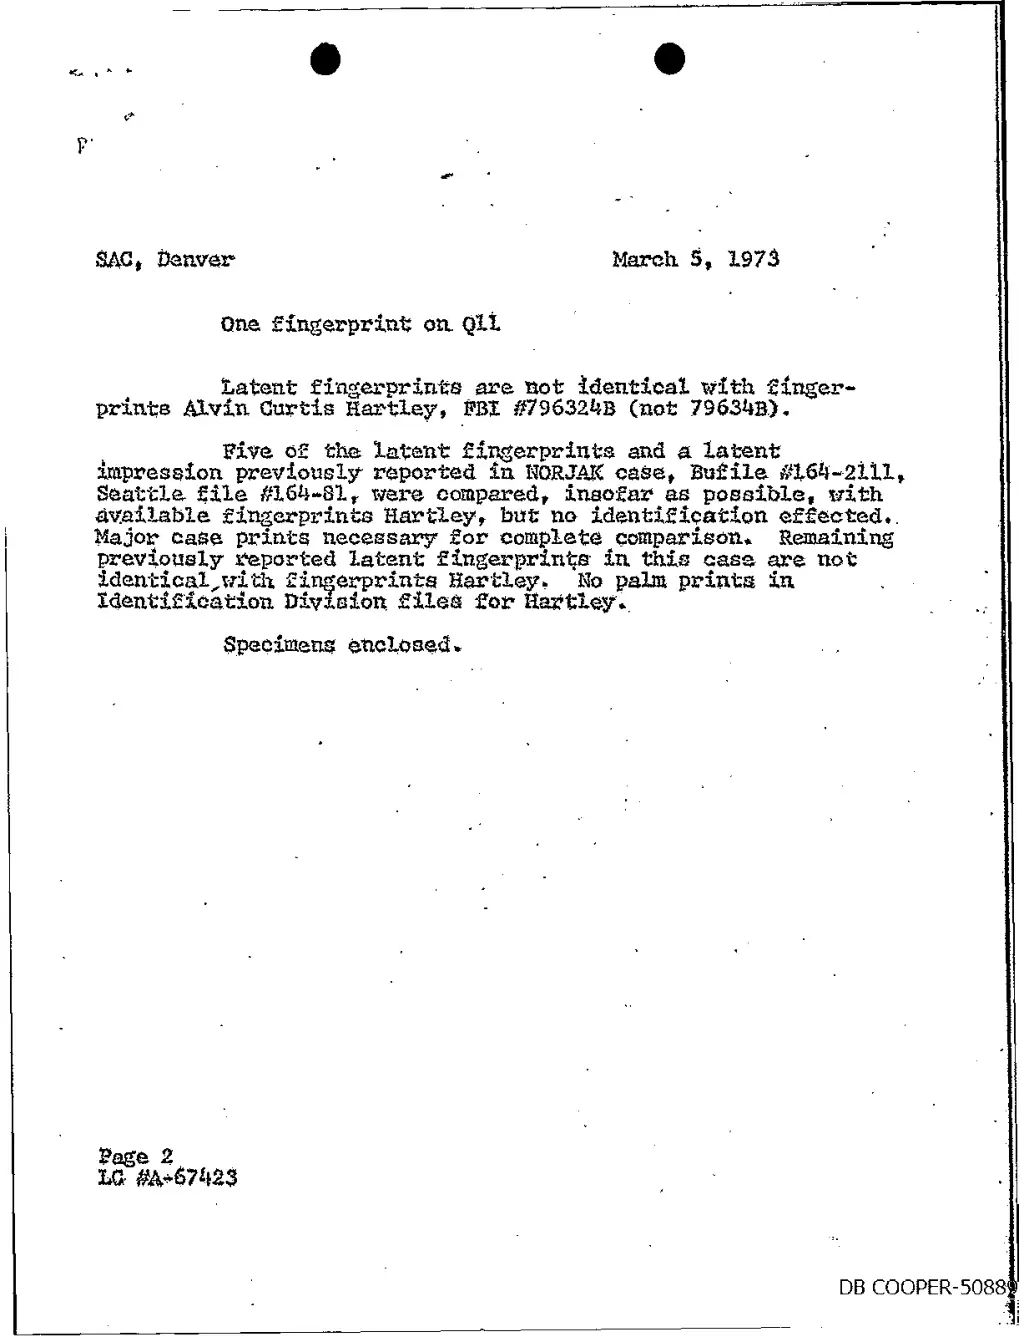 SAC, Denver March 5, 1973
One fingerprint on Q11
Latent fingerprints are not identical with finger-
prints Alvin Curtis Hartley, FBI #796324B (not 79634B).
Five of the latent fingerprints and a latent
impression previously reported in NORJAK case, Bufile #164-2111,
Seattle file #164-81, were compared, insofar as possible, with
available fingerprints Hartley, but no identification effected.
Major case prints necessary for complete comparison. Remaining
previously reported latent fingerprints in this case are not
identical with fingerprints Hartley. No palm prints in
Identification Division files for Hartley.
Specimens enclosed.
Page 2
LC #A-67423
DB COOPER-50889